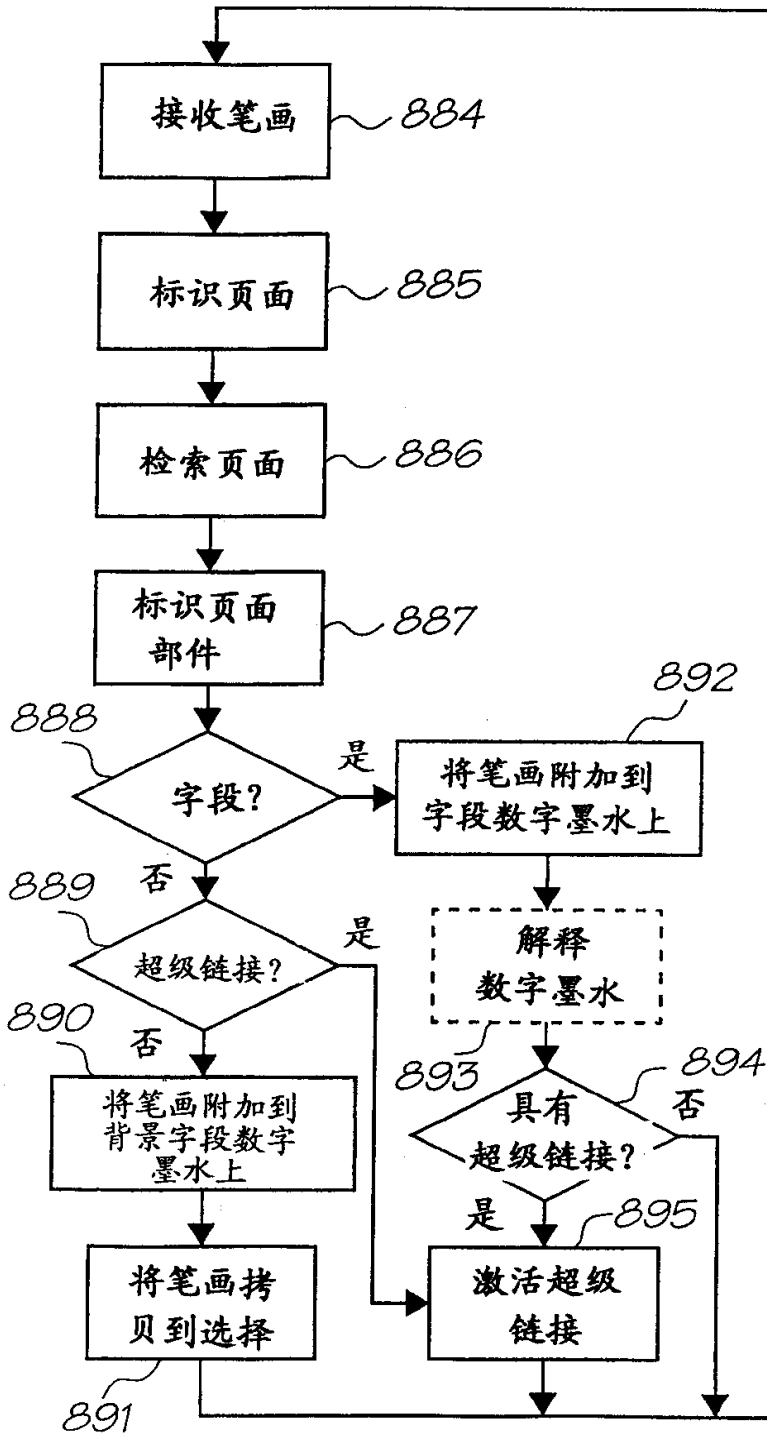 接收笔画
884
标识页面
885
检索页面
886
标识页面
部件
887
892
888
字段?
是
将笔画附加到
字段数字墨水上
否
889
超级链接?
是
解释
数字墨水
890
否
893
894
将笔画附加到
背景字段数字
墨水上
具有
超级链接?
否
是
895
将笔画拷
贝到选择
激活超级
链接
891